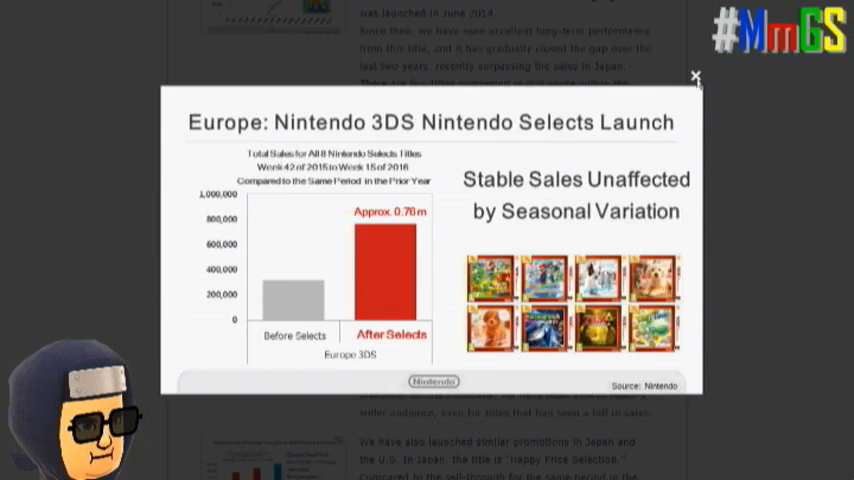 was launched in June 2014.
Since then, we have seen excellent long-term performance
from this title, and it has gradually closed the gap over the
last two years, recently surpassing the sales in Japan.
#MmGS
×
Europe: Nintendo 3DS Nintendo Selects Launch
Total Sales for All 8 Nintendo Selects Titles
Week 42 of 2015 to Week 15 of 2016
Compared to the Same Period in the Prior Year
1,000,000
800,000
600,000
400,000
200,000
0
Approx. 0.76m
Before Selects
After Selects
Europe 3DS
Stable Sales Unaffected
by Seasonal Variation
Nintendo
Source: Nintendo
wider audience, even for titles that had seen a fall in sales.
We have also launched similar promotions in Japan and
the U.S. In Japan, the title is "Happy Price Selection."
Compared to the sell-through for the same period in the